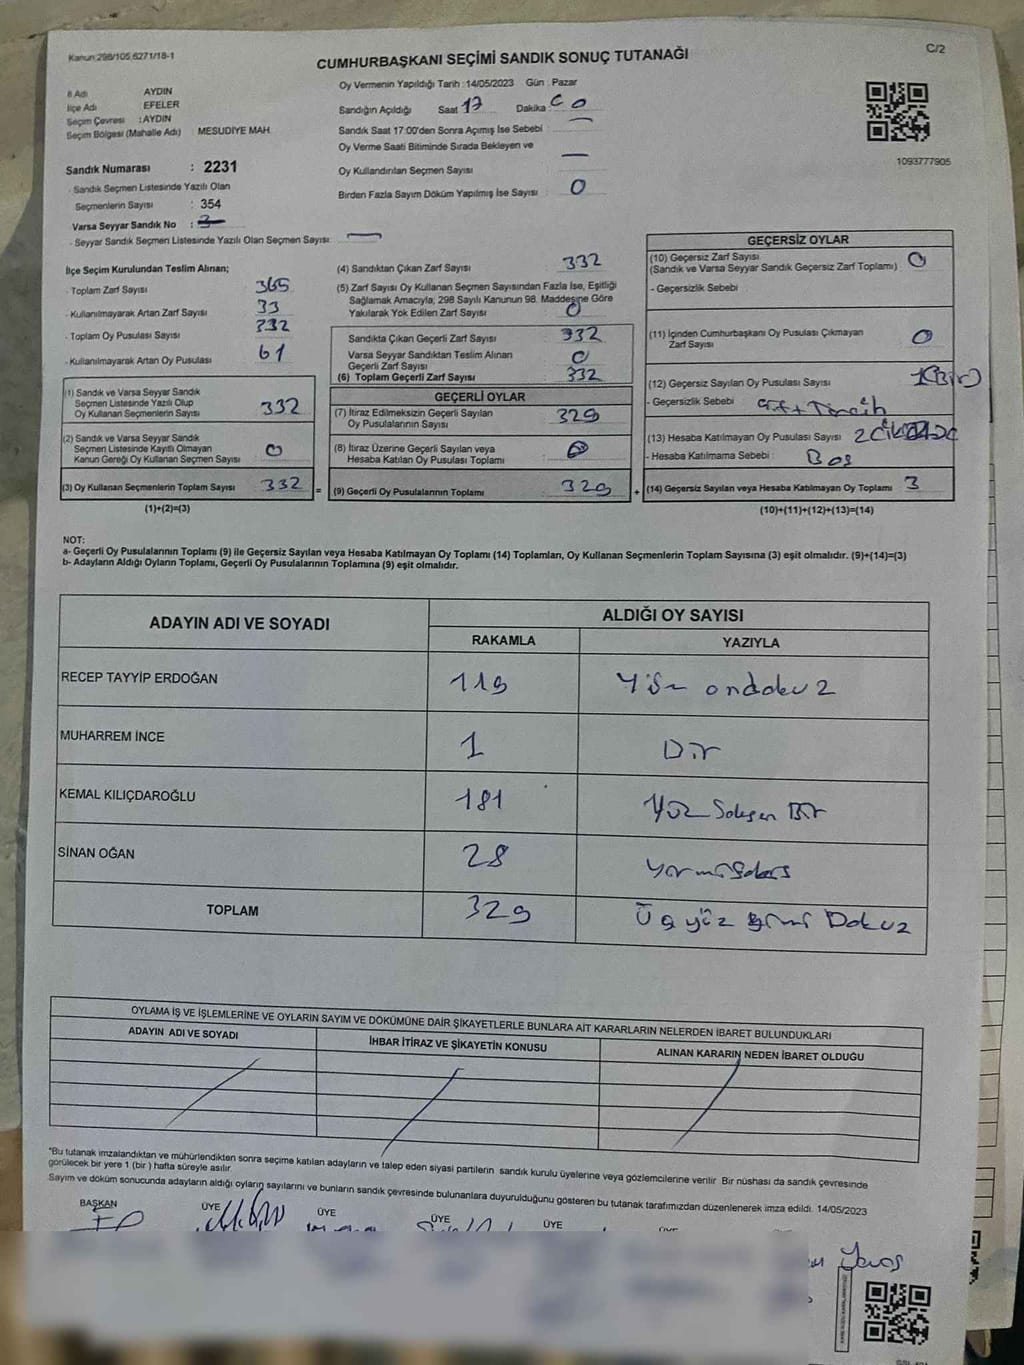 Kanun:298/105,6271/18-1
C/2
CUMHURBAŞKANI SEÇİMİ SANDIK SONUÇ TUTANAĞI
İl Adı AYDIN
İlçe Adı EFELER
Seçim Çevresi : AYDIN
Seçim Bölgesi (Mahalle Adı) : MESUDİYE MAH.
Oy Vermenin Yapıldığı Tarih : 14/05/2023 Gün : Pazar
Sandığın Açıldığı Saat 17 Dakika
Sandık Saat 17:00'den Sonra Açımış İse Sebebi :
Oy Verme Saati Bitiminde Sırada Bekleyen ve
Oy Kullandırılan Seçmen Sayısı : —
Birden Fazla Sayım Döküm Yapılmış İse Sayısı : 0
1093777905
Sandık Numarası : 2231
- Sandık Seçmen Listesinde Yazılı Olan
Seçmenlerin Sayısı : 354
Varsa Seyyar Sandık No :
- Seyyar Sandık Seçmen Listesinde Yazılı Olan Seçmen Sayısı: —
İlçe Seçim Kurulundan Teslim Alınan;
- Toplam Zarf Sayısı : 365
- Kullanılmayarak Artan Zarf Sayısı : 33
- Toplam Oy Pusulası Sayısı :
- Kullanılmayarak Artan Oy Pusulası : 61
(1) Sandık ve Varsa Seyyar Sandık
Seçmen Listesinde Yazılı Olup
Oy Kullanan Seçmenlerin Sayısı : 332
(2) Sandık ve Varsa Seyyar Sandık
Seçmen Listesinde Kayıtlı Olmayan
Kanun Gereği Oy Kullanan Seçmen Sayısı : 0
(3) Oy Kullanan Seçmenlerin Toplam Sayısı : 332 =
(1)+(2)=(3)
(4) Sandıktan Çıkan Zarf Sayısı : 332
(5) Zarf Sayısı Oy Kullanan Seçmen Sayısından Fazla İse, Eşitliği
Sağlamak Amacıyla, 298 Sayılı Kanunun 98. Maddesine Göre
Yakılarak Yok Edilen Zarf Sayısı : 0
Sandıkta Çıkan Geçerli Zarf Sayısı : 332
Varsa Seyyar Sandıktan Teslim Alınan
Geçerli Zarf Sayısı : 0
(6) Toplam Geçerli Zarf Sayısı : 332
GEÇERLİ OYLAR
(7) İtiraz Edilmeksizin Geçerli Sayılan
Oy Pusulalarının Sayısı : 329
(8) İtiraz Üzerine Geçerli Sayılan veya
Hesaba Katılan Oy Pusulası Toplamı :
(9) Geçerli Oy Pusulalarının Toplamı : 329 +
GEÇERSİZ OYLAR
(10) Geçersiz Zarf Sayısı
(Sandık ve Varsa Seyyar Sandık Geçersiz Zarf Toplamı) : 0
- Geçersizlik Sebebi :
(11) İçinden Cumhurbaşkanı Oy Pusulası Çıkmayan
Zarf Sayısı : 0
(12) Geçersiz Sayılan Oy Pusulası Sayısı : 1(Bir)
- Geçersizlik Sebebi : Çift Tercih
(13) Hesaba Katılmayan Oy Pusulası Sayısı : 2
- Hesaba Katılmama Sebebi : Boş
(14) Geçersiz Sayılan veya Hesaba Katılmayan Oy Toplamı : 3
(10)+(11)+(12)+(13)=(14)
NOT:
a- Geçerli Oy Pusulalarının Toplamı (9) ile Geçersiz Sayılan veya Hesaba Katılmayan Oy Toplamı (14) Toplamları, Oy Kullanan Seçmenlerin Toplam Sayısına (3) eşit olmalıdır. (9)+(14)=(3)
b- Adayların Aldığı Oyların Toplamı, Geçerli Oy Pusulalarının Toplamına (9) eşit olmalıdır.
ADAYIN ADI VE SOYADI
ALDIĞI OY SAYISI
RAKAMLA YAZIYLA
RECEP TAYYİP ERDOĞAN 119 Yüz ondokuz
MUHARREM İNCE 1 Bir
KEMAL KILIÇDAROĞLU 181 Yüz Seksen Bir
SİNAN OĞAN 28 Yirmi Sekiz
TOPLAM 329 Üç yüz yirmi Dokuz
OYLAMA İŞ VE İŞLEMLERİNE VE OYLARIN SAYIM VE DÖKÜMÜNE DAİR ŞİKAYETLERLE BUNLARA AİT KARARLARIN NELERDEN İBARET BULUNDUKLARI
ADAYIN ADI VE SOYADI İHBAR İTİRAZ VE ŞİKAYETİN KONUSU ALINAN KARARIN NEDEN İBARET OLDUĞU
*Bu tutanak imzalandıktan ve mühürlendikten sonra seçime katılan adayların ve talep eden siyasi partilerin sandık kurulu üyelerine veya gözlemcilerine verilir. Bir nüshası da sandık çevresinde
görülecek bir yere 1 (bir ) hafta süreyle asılır.
Sayım ve döküm sonucunda adayların aldığı oyların sayılarını ve bunların sandık çevresinde bulunanlara duyurulduğunu gösteren bu tutanak tarafımızdan düzenlenerek imza edildi. 14/05/2023
BAŞKAN ÜYE ÜYE ÜYE ÜYE